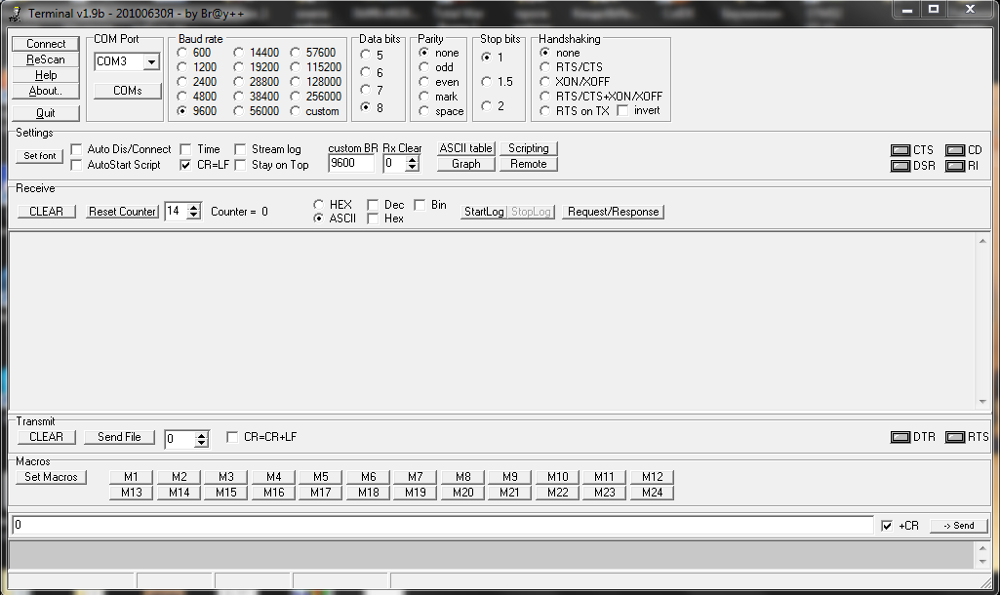 Terminal v1.9b - 20100630Я - by Br@y++
Connect
ReScan
Help
About..
Quit
COM Port
COM3
COMs
Baud rate
600 14400 57600
1200 19200 115200
2400 28800 128000
4800 38400 256000
9600 56000 custom
Data bits
5
6
7
8
Parity
none
odd
even
mark
space
Stop bits
1
1.5
2
Handshaking
none
RTS/CTS
XON/XOFF
RTS/CTS+XON/XOFF
RTS on TX invert
Settings
Set font
Auto Dis/Connect Time Stream log
AutoStart Script CR=LF Stay on Top
custom BR Rx Clear
9600 0
ASCII table Scripting
Graph Remote
CTS CD
DSR RI
Receive
CLEAR Reset Counter 14 Counter = 0
HEX Dec Bin
ASCII Hex
StartLog StopLog Request/Response
Transmit
CLEAR Send File 0 CR=CR+LF
DTR RTS
Macros
Set Macros
M1 M2 M3 M4 M5 M6 M7 M8 M9 M10 M11 M12
M13 M14 M15 M16 M17 M18 M19 M20 M21 M22 M23 M24
0 +CR -> Send